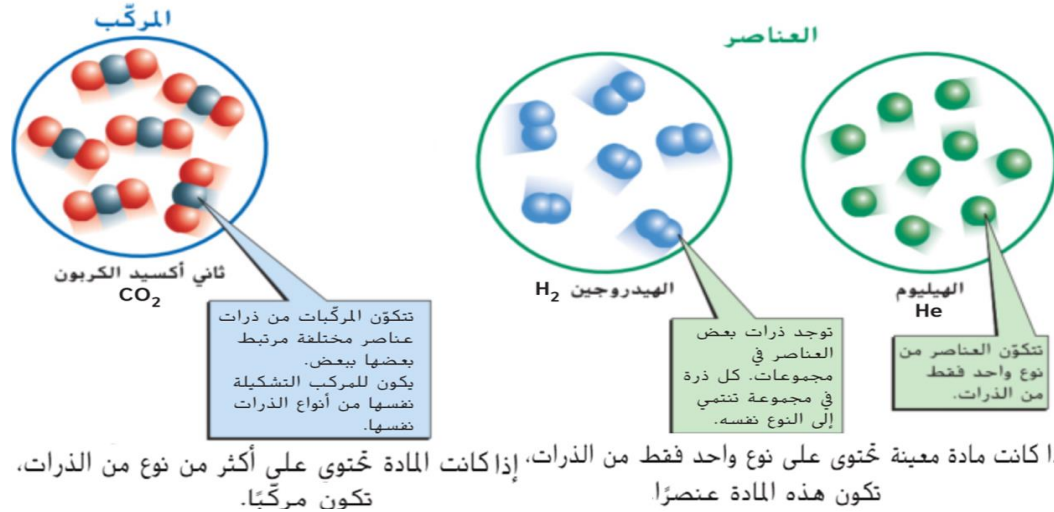 العناصر
الهيليوم
He
تتكوّن العناصر من
نوع واحد فقط
من الذرات.
الهيدروجين H₂
توجد ذرات بعض
العناصر في
مجموعات. كل ذرة
في مجموعة تنتمي
إلى النوع نفسه.
كانت مادة معينة تحتوي على نوع واحد فقط من الذرات،
تكون هذه المادة عنصرًا.
المركّب
ثاني أكسيد الكربون
CO₂
تتكوّن المركّبات من ذرات
عناصر مختلفة مرتبط
بعضها ببعض.
يكون للمركب التشكيلة
نفسها من أنواع الذرات
نفسها.
إذا كانت المادة تحتوي على أكثر من نوع من الذرات،
تكون مركّبًا.